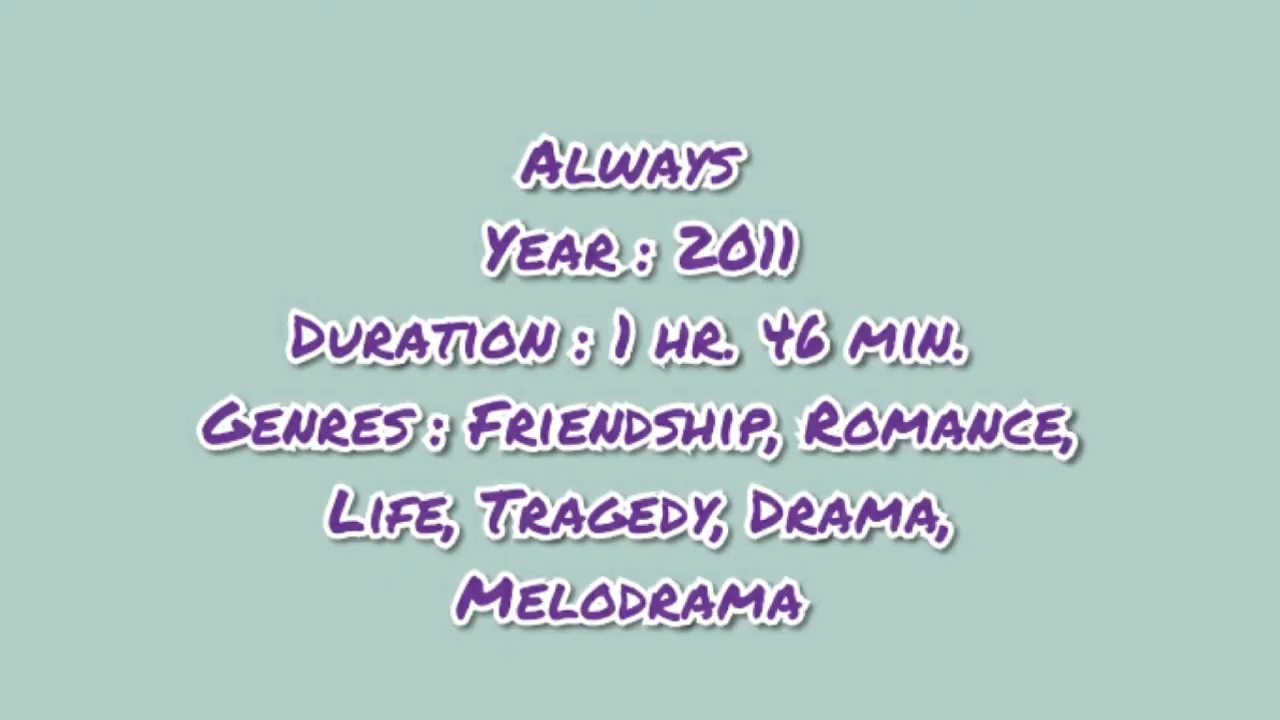 Always
Year : 2011
Duration : 1 hr. 46 min.
Genres : Friendship, Romance,
Life, Tragedy, Drama,
Melodrama